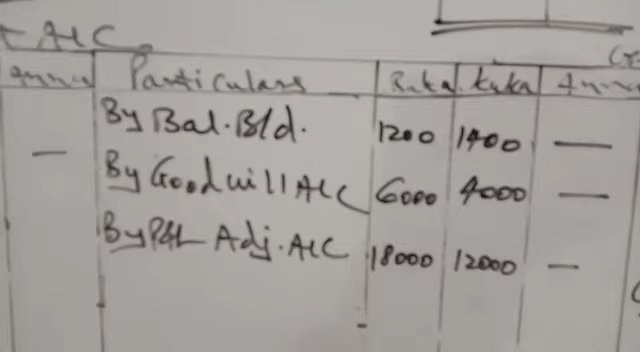 A/C.
Particulars
By Bal. B/d. 1200 1400 —
— By Goodwill A/C 6000 4000 —
By P&L Adj. A/C 18000 12000 —